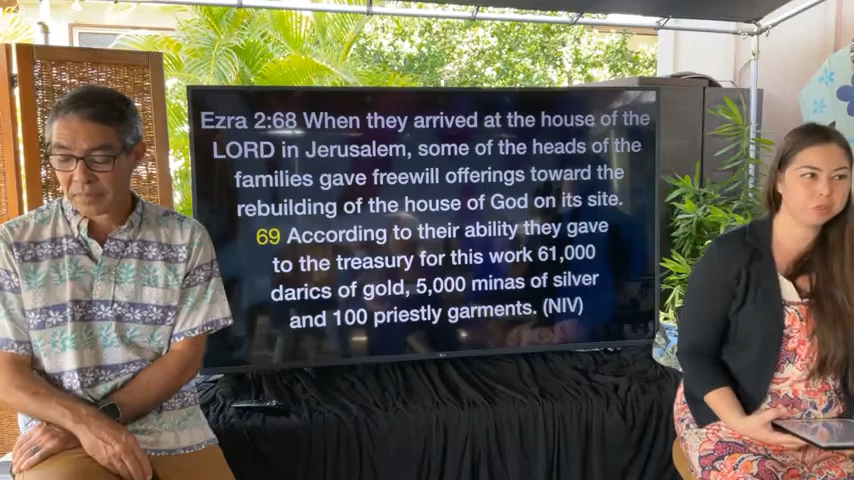 Ezra 2:68 When they arrived at the house of the
LORD in Jerusalem, some of the heads of the
families gave freewill offerings toward the
rebuilding of the house of God on its site.
69 According to their ability they gave
to the treasury for this work 61,000
darics of gold, 5,000 minas of silver
and 100 priestly garments. (NIV)
LG